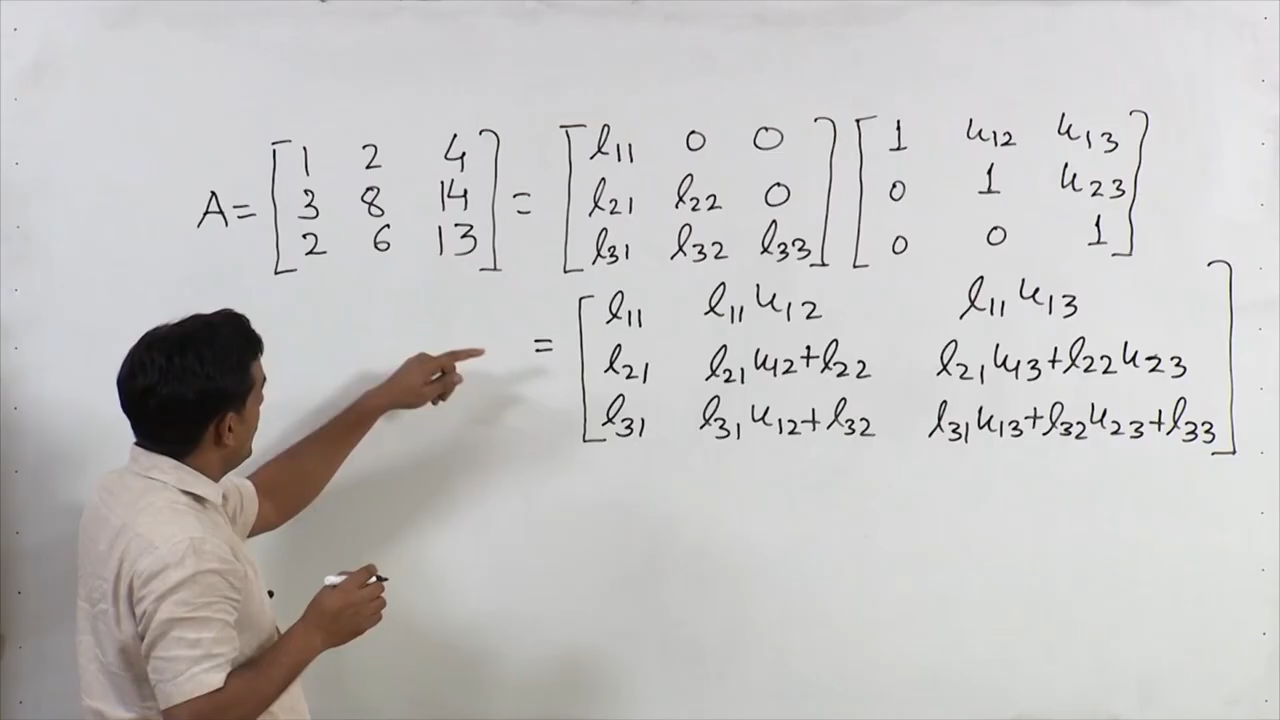 A = [1 2 4; 3 8 14; 2 6 13] = [l11 0 0; l21 l22 0; l31 l32 l33] [1 u12 u13; 0 1 u23; 0 0 1]
= [l11 l11u12 l11u13; l21 l21u12+l22 l21u13+l22u23; l31 l31u12+l32 l31u13+l32u23+l33]